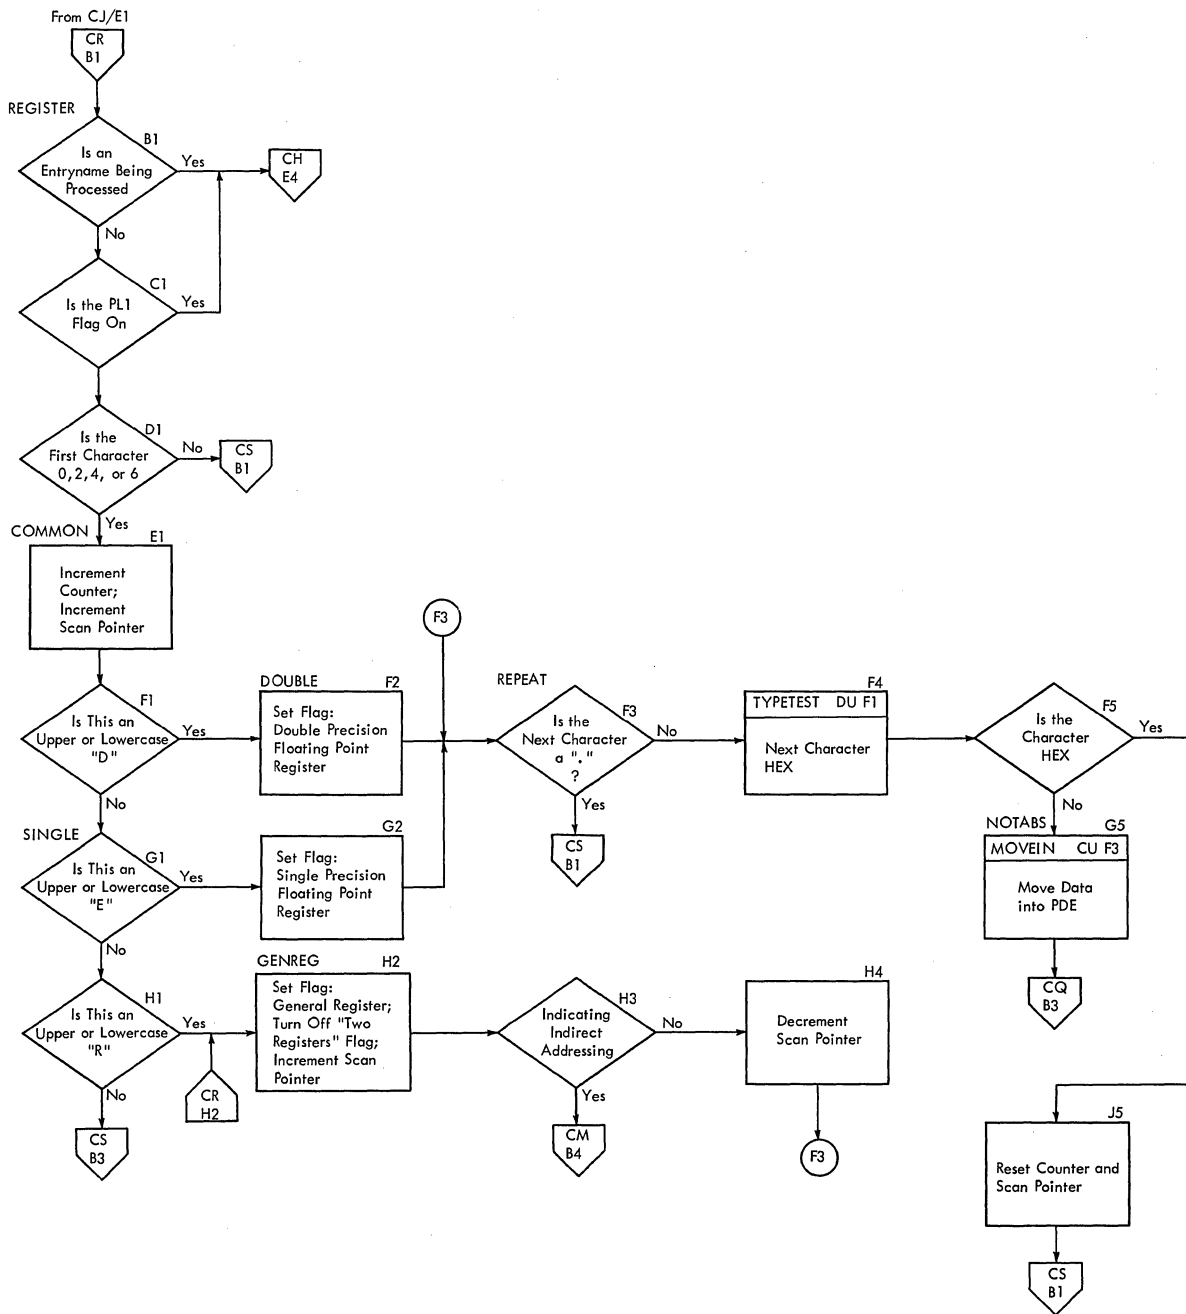 From CJ/E1
CR
B1
REGISTER
B1
Is an
Entryname Being
Processed
Yes
CH
E4
No
C1
Is the PL1
Flag On
Yes
D1
Is the
First Character
0,2,4, or 6
No
CS
B1
Yes
COMMON
E1
Increment
Counter;
Increment
Scan Pointer
F3
F1
Is This an
Upper or Lowercase
"D"
Yes
DOUBLE
F2
Set Flag:
Double Precision
Floating Point
Register
REPEAT
F3
Is the
Next Character
a "."
?
No
F4
TYPETEST DU F1
Next Character
HEX
F5
Is the
Character
HEX
Yes
No
Yes
CS
B1
No
NOTABS
G5
MOVEIN CU F3
Move Data
into PDE
CQ
B3
SINGLE
G1
Is This an
Upper or Lowercase
"E"
Yes
G2
Set Flag:
Single Precision
Floating Point
Register
No
GENREG
H2
H1
Is This an
Upper or Lowercase
"R"
Yes
Set Flag:
General Register;
Turn Off "Two
Registers" Flag;
Increment Scan
Pointer
H3
Indicating
Indirect
Addressing
No
H4
Decrement
Scan Pointer
CR
H2
No
CS
B3
Yes
CM
B4
F3
J5
Reset Counter and
Scan Pointer
CS
B1